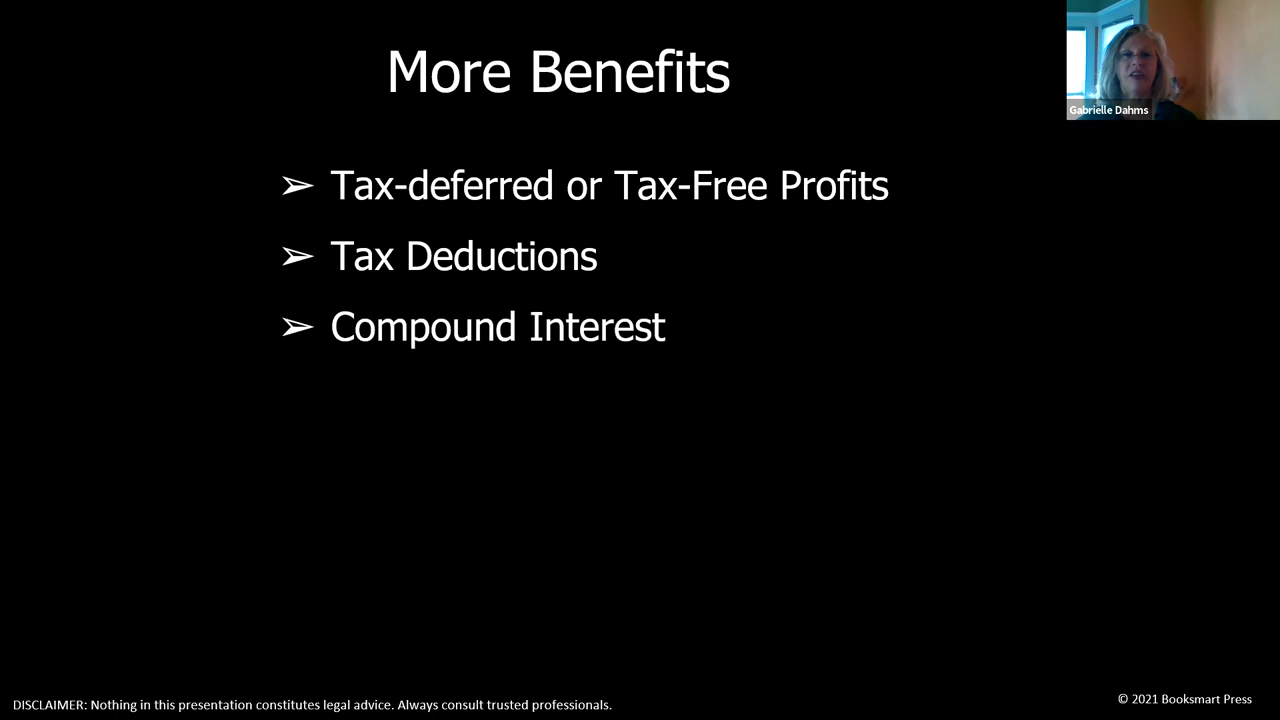 More Benefits
Gabrielle Dahms
➢ Tax-deferred or Tax-Free Profits
➢ Tax Deductions
➢ Compound Interest
DISCLAIMER: Nothing in this presentation constitutes legal advice. Always consult trusted professionals.
© 2021 Booksmart Press